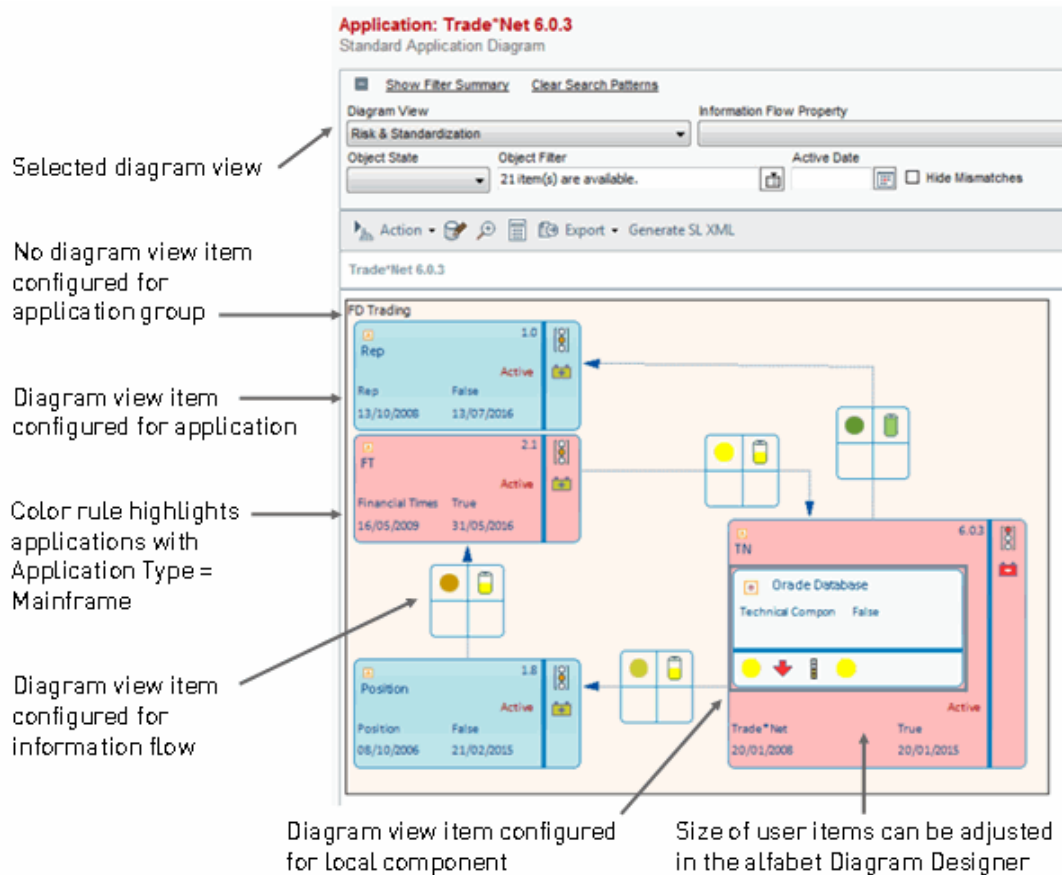 Application: Trade*Net 6.0.3
Standard Application Diagram
Show Filter Summary Clear Search Patterns
Diagram View Information Flow Property
Risk & Standardization
Object State Object Filter Active Date
21 item(s) are available. Hide Mismatches
Action Export Generate SL XML
Trade*Net 6.0.3
Selected diagram view
No diagram view item
configured for
application group
Diagram view item
configured for application
Color rule highlights
applications with
Application Type =
Mainframe
Diagram view item
configured for
information flow
FD Trading
1.0
Rep
Active
Rep False
13/10/2008 13/07/2016
2.1
FT
Active
Financial Times True
16/05/2009 31/05/2016
6.0.3
TN
Oracle Database
Technical Compon False
Active
Trade*Net True
20/01/2008 20/01/2015
1.8
Position
Active
Position False
08/10/2006 21/02/2015
Diagram view item configured
for local component
Size of user items can be adjusted
in the alfabet Diagram Designer